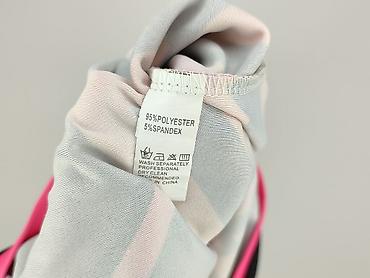 95%POLYESTER
5%SPANDEX
WASH SEPARATELY
PROFESSIONAL
DRY CLEAN
RECOMMENDED.
MADE IN CHINA